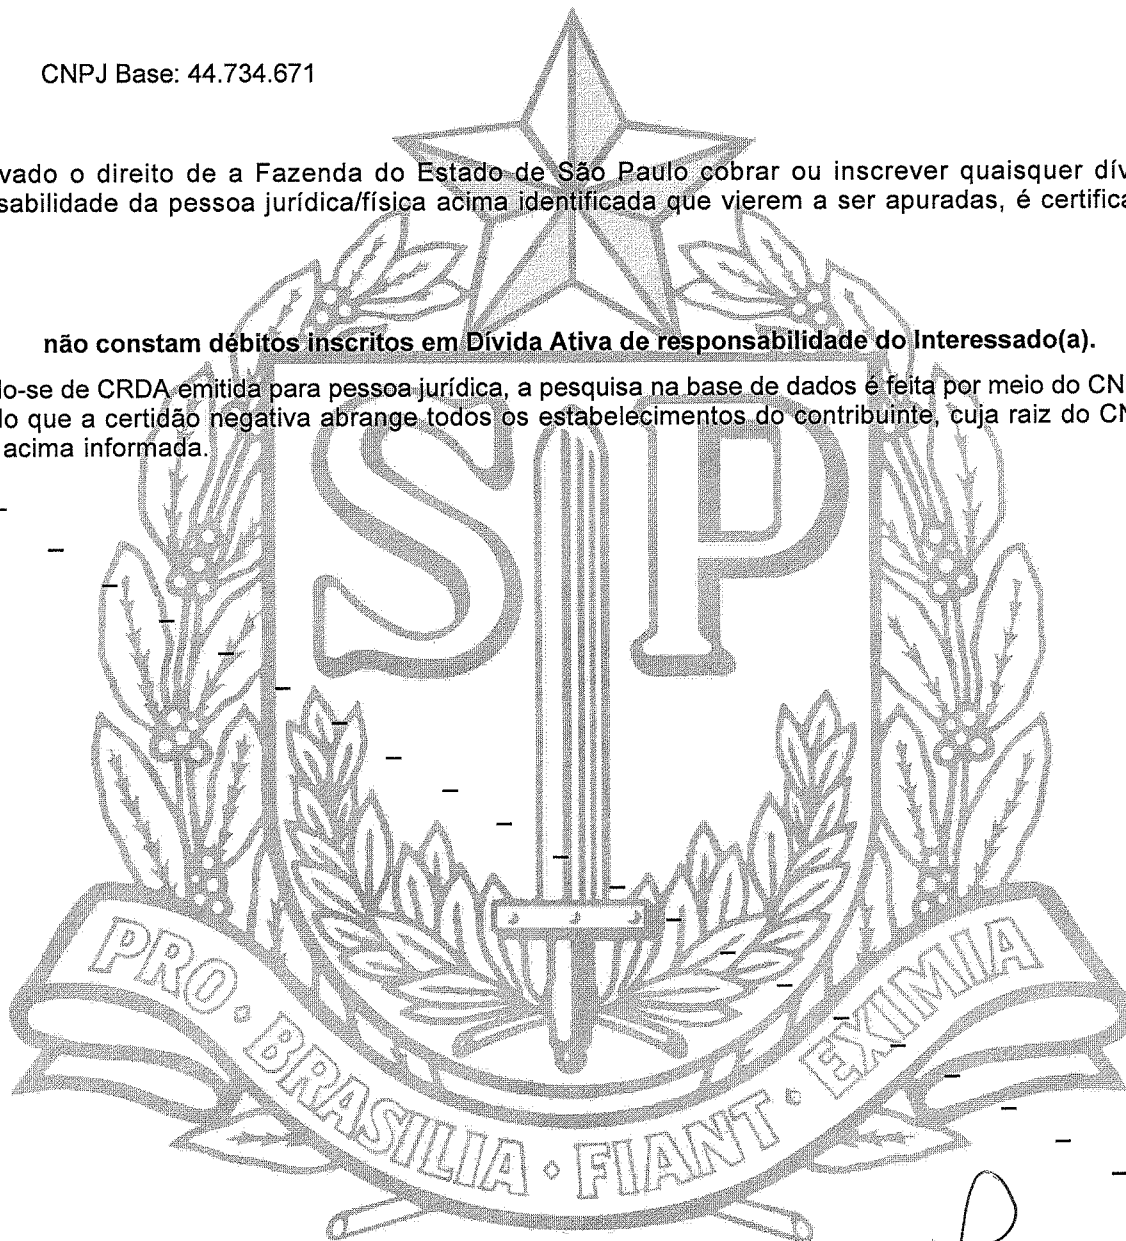 CNPJ Base: 44.734.671
vado o direito de a Fazenda do Estado de São Paulo cobrar ou inscrever quaisquer dív
sabilidade da pessoa jurídica/física acima identificada que vierem a ser apuradas, é certifica
não constam débitos inscritos em Dívida Ativa de responsabilidade do Interessado(a).
lo-se de CRDA emitida para pessoa jurídica, a pesquisa na base de dados é feita por meio do CN
lo que a certidão negativa abrange todos os estabelecimentos do contribuinte, cuja raiz do CN
acima informada.
S P
PRO • BRASILIA • FIANT • EXIMIA